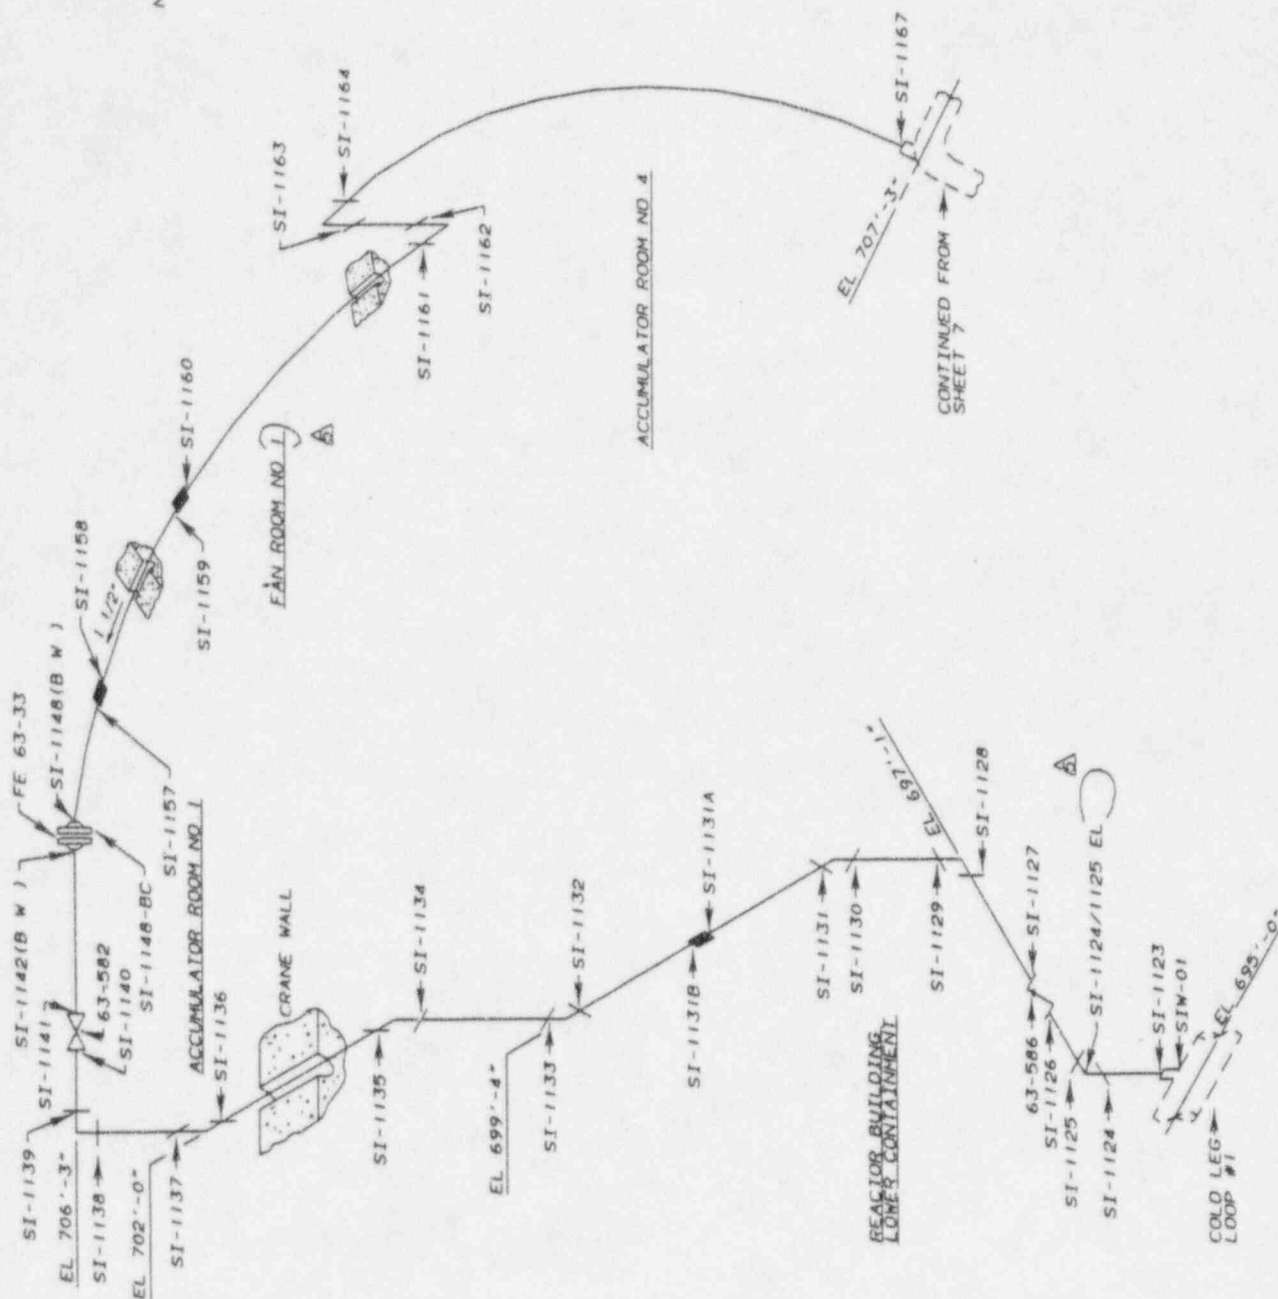 SI-1139
EL 706'-3"
SI-1138
EL 702'-0"
SI-1137
SI-1141
SI-1142(B W )
FE 63-33
SI-1148(B W )
63-582
SI-1140
SI-1148-BC
SI-1157
ACCUMULATOR ROOM NO 1
SI-1136
CRANE WALL
SI-1135
SI-1134
EL 699'-4"
SI-1133
SI-1132
SI-1158
1 1/2"
SI-1159
SI-1160
FAN ROOM NO 1
5
SI-1163
SI-1164
SI-1161
SI-1162
ACCUMULATOR ROOM NO 4
SI-1167
EL 707'-3"
CONTINUED FROM
SHEET 7
SI-1131B
SI-1131A
SI-1131
SI-1130
SI-1129
EL 697'-1"
SI-1128
REACTOR BUILDING
LOWER CONTAINMENT
SI-1127
63-586
SI-1126
SI-1125
SI-1124/1125 EL
5
SI-1124
SI-1123
SIW-01
EL 695'-0"
COLD LEG
LOOP #1